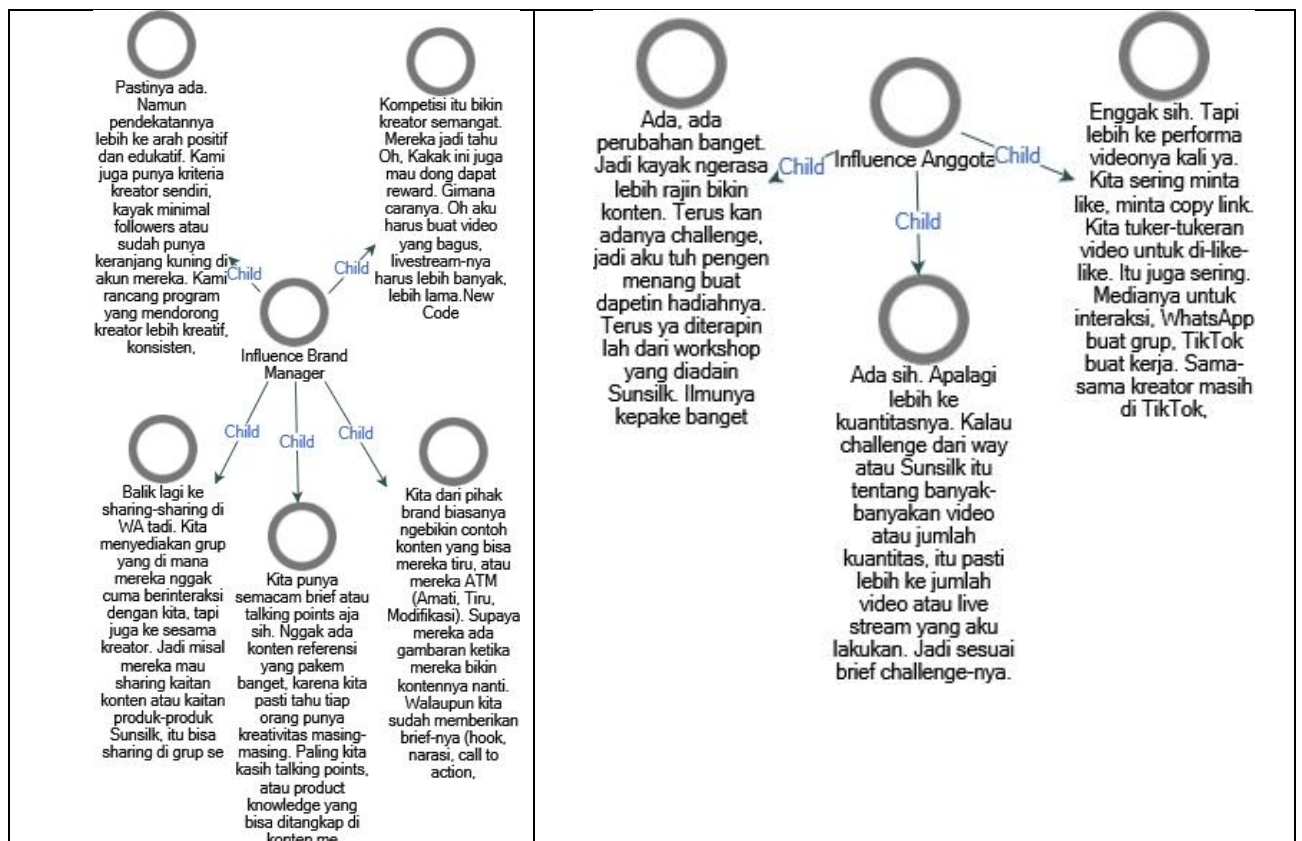 Pastinya ada.
Namun
pendekatannya
lebih ke arah positif
dan edukatif. Kami
juga punya kriteria
kreator sendiri,
kayak minimal
followers atau
sudah punya
keranjang kuning di
akun mereka. Kami
rancang program
yang mendorong
kreator lebih kreatif,
konsisten,
Kompetisi itu bikin
kreator semangat.
Mereka jadi tahu
Oh, Kakak ini juga
mau dong dapat
reward. Gimana
caranya. Oh aku
harus buat video
yang bagus,
livestream-nya
harus lebih banyak,
lebih lama.New
Code
Child
Child
Influence Brand
Manager
Child
Child
Child
Balik lagi ke
sharing-sharing di
WA tadi. Kita
menyediakan grup
yang di mana
mereka nggak
cuma berinteraksi
dengan kita, tapi
juga ke sesama
kreator. Jadi misal
mereka mau
sharing kaitan
konten atau kaitan
produk-produk
Sunsilk, itu bisa
sharing di grup se
Kita punya
semacam brief atau
talking points aja
sih. Nggak ada
konten referensi
yang pakem
banget, karena kita
pasti tahu tiap
orang punya
kreativitas masing-
masing. Paling kita
kasih talking points,
atau product
knowledge yang
bisa ditangkap di
konten me
Kita dari pihak
brand biasanya
ngebikin contoh
konten yang bisa
mereka tiru, atau
mereka ATM
(Amati, Tiru,
Modifikasi). Supaya
mereka ada
gambaran ketika
mereka bikin
kontennya nanti.
Walaupun kita
sudah memberikan
brief-nya (hook,
narasi, call to
action,
Ada, ada
perubahan banget.
Jadi kayak ngerasa
lebih rajin bikin
konten. Terus kan
adanya challenge,
jadi aku tuh pengen
menang buat
dapetin hadiahnya.
Terus ya diterapin
lah dari workshop
yang diadain
Sunsilk. Ilmunya
kepake banget
Child
Influence Anggota
Child
Child
Enggak sih. Tapi
lebih ke performa
videonya kali ya.
Kita sering minta
like, minta copy link.
Kita tuker-tukeran
video untuk di-like-
like. Itu juga sering.
Medianya untuk
interaksi, WhatsApp
buat grup, TikTok
buat kerja. Sama-
sama kreator masih
di TikTok,
Ada sih. Apalagi
lebih ke
kuantitasnya. Kalau
challenge dari way
atau Sunsilk itu
tentang banyak-
banyakan video
atau jumlah
kuantitas, itu pasti
lebih ke jumlah
video atau live
stream yang aku
lakukan. Jadi sesuai
brief challenge-nya.